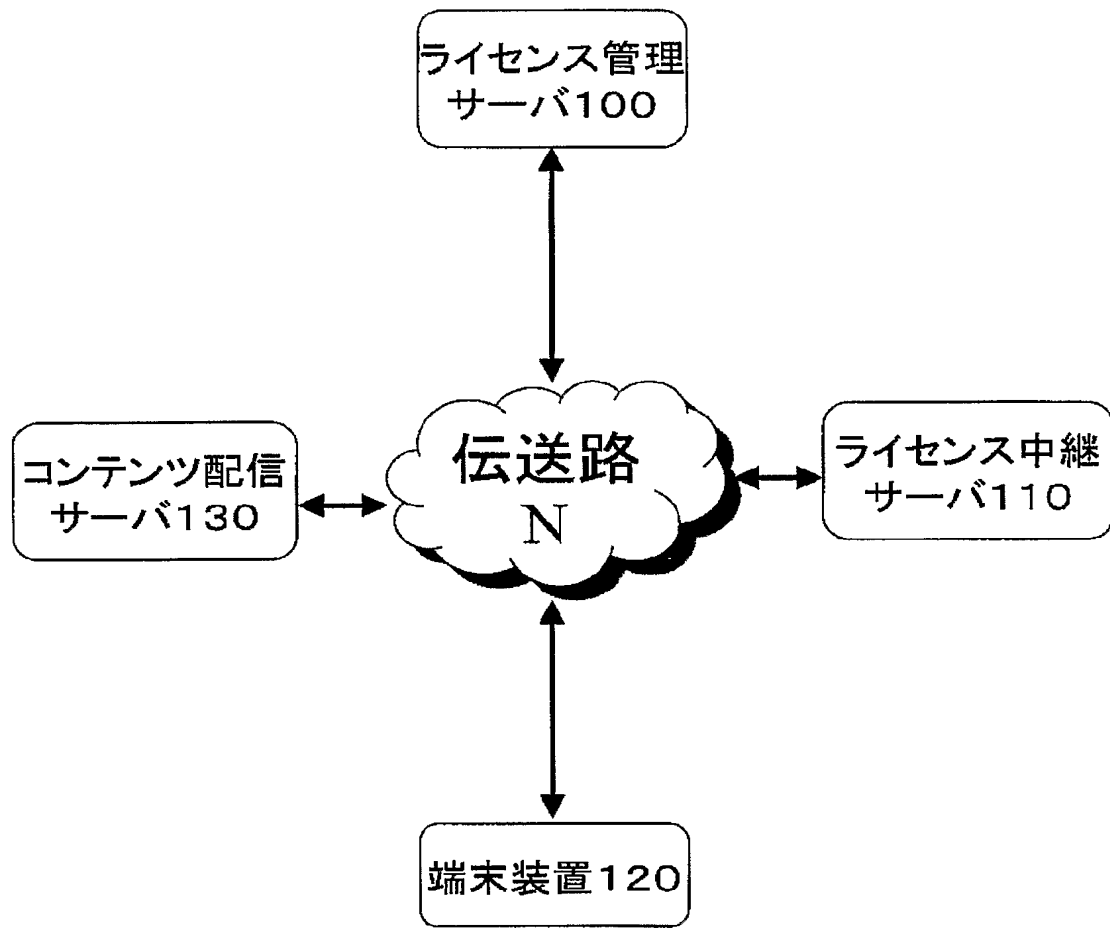 ライセンス管理
サーバ100
伝送路
N
コンテンツ配信
サーバ130
ライセンス中継
サーバ110
端末装置120